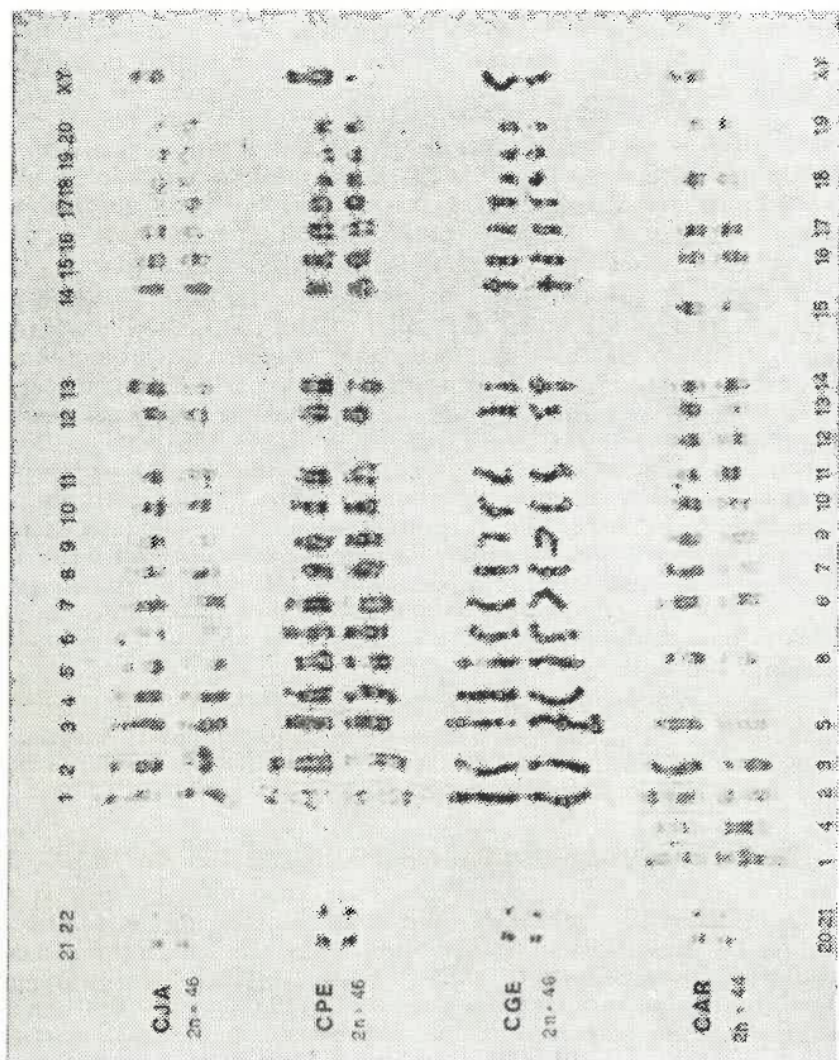 21 22 1 2 3 4 5 6 7 8 9 10 11 12 13 14 15 16 17 18 19 20 XY
CJA
2n = 46
CPE
2n = 46
CGE
2n = 46
CAR
2n = 44
20 21 1 4 2 3 5 8 6 7 9 10 11 12 13 14 15 16 17 18 19 XY